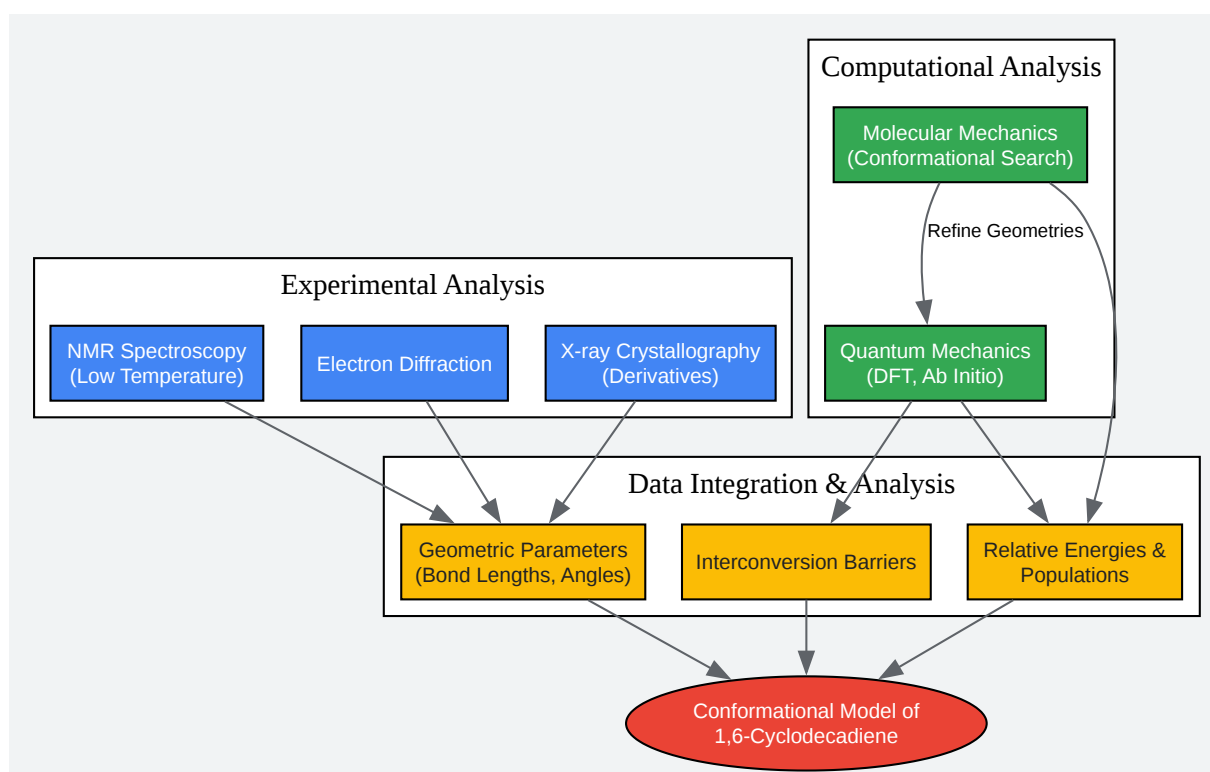 Computational Analysis
Molecular Mechanics
(Conformational Search)
Refine Geometries
Experimental Analysis
NMR Spectroscopy
(Low Temperature)
Electron Diffraction
X-ray Crystallography
(Derivatives)
Quantum Mechanics
(DFT, Ab Initio)
Data Integration & Analysis
Geometric Parameters
(Bond Lengths, Angles)
Interconversion Barriers
Relative Energies &
Populations
Conformational Model of
1,6-Cyclodecadiene